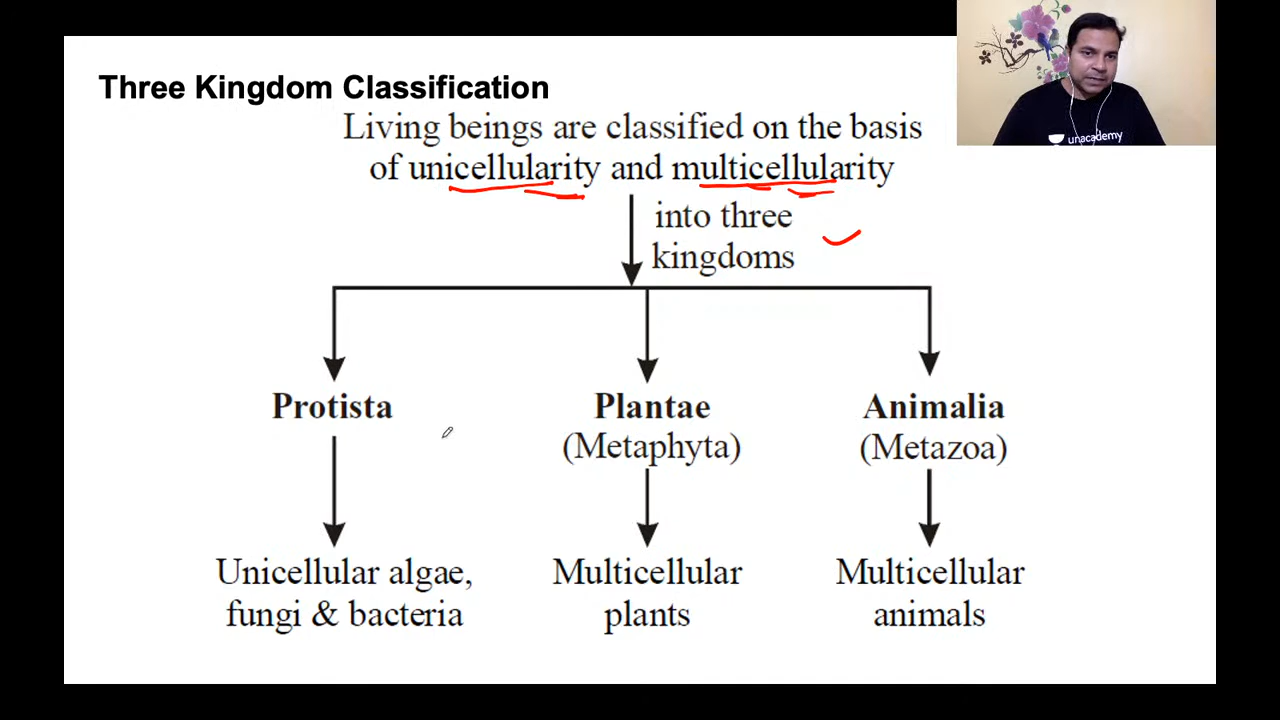 Three Kingdom Classification
Living beings are classified on the basis
of unicellularity and multicellularity
into three
kingdoms
Protista
Plantae
(Metaphyta)
Animalia
(Metazoa)
Unicellular algae,
fungi & bacteria
Multicellular
plants
Multicellular
animals
unacademy